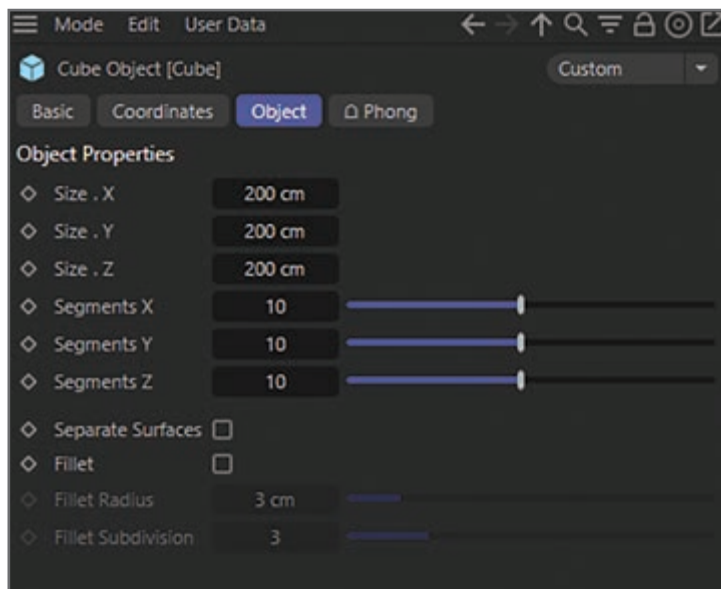 Mode Edit User Data
Cube Object [Cube] Custom
Basic Coordinates Object Phong
Object Properties
Size . X 200 cm
Size . Y 200 cm
Size . Z 200 cm
Segments X 10
Segments Y 10
Segments Z 10
Separate Surfaces
Fillet
Fillet Radius 3 cm
Fillet Subdivision 3